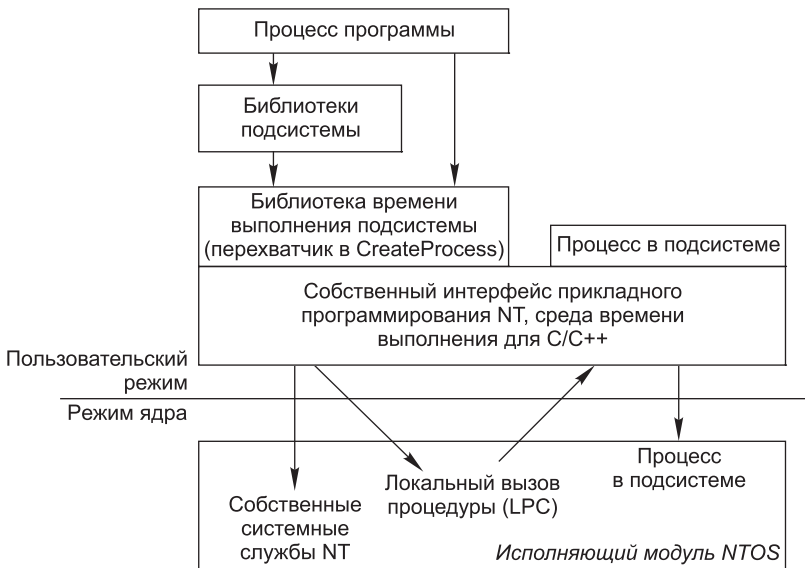 Процесс программы
Библиотеки
подсистемы
Библиотека времени
выполнения подсистемы
(перехватчик в CreateProcess)
Процесс в подсистеме
Собственный интерфейс прикладного
программирования NT, среда времени
выполнения для C/C++
Пользовательский
режим
Режим ядра
Собственные
системные
службы NT
Локальный вызов
процедуры (LPC)
Процесс
в подсистеме
Исполняющий модуль NTOS